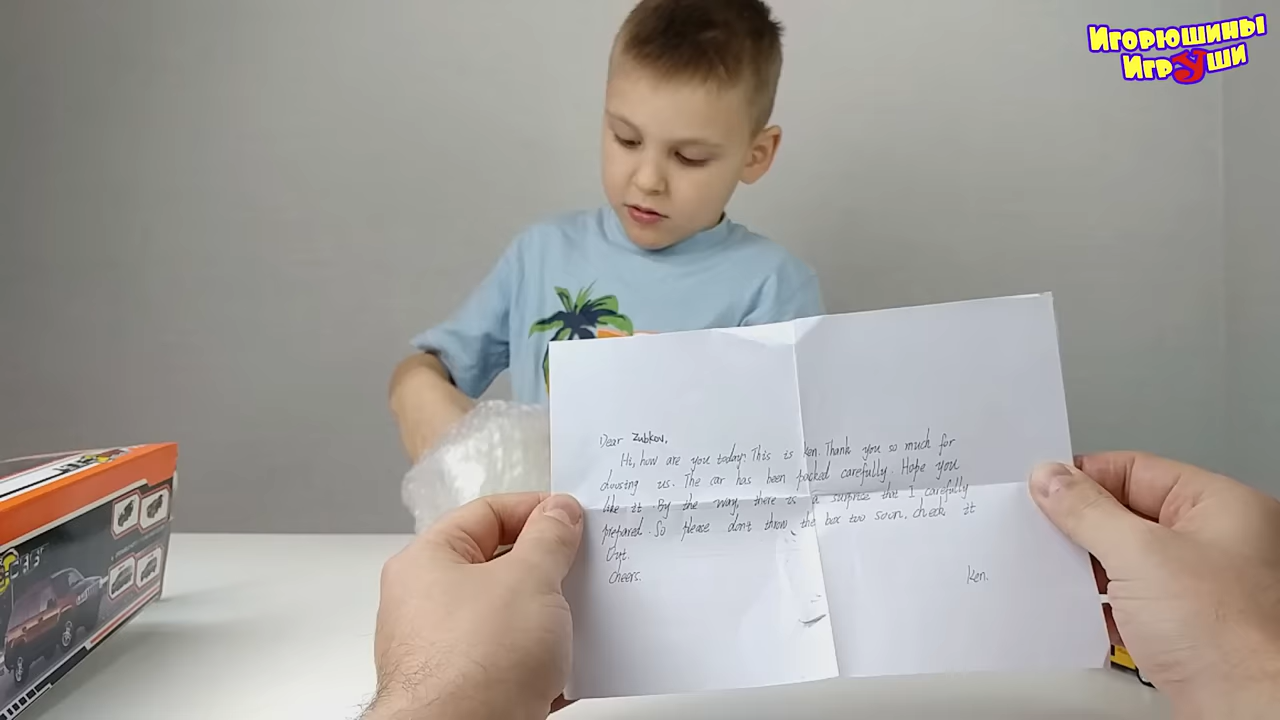 Игорюшины
ИгрУши
Dear Zubkov,
Hi, how are you today? This is Ken. Thank you so much for
choosing us. The car has been packed carefully. Hope you
like it. By the way, there is a surprise that I carefully
prepared. So please don't throw the box too soon, check it
Out.
Cheers.
Ken.